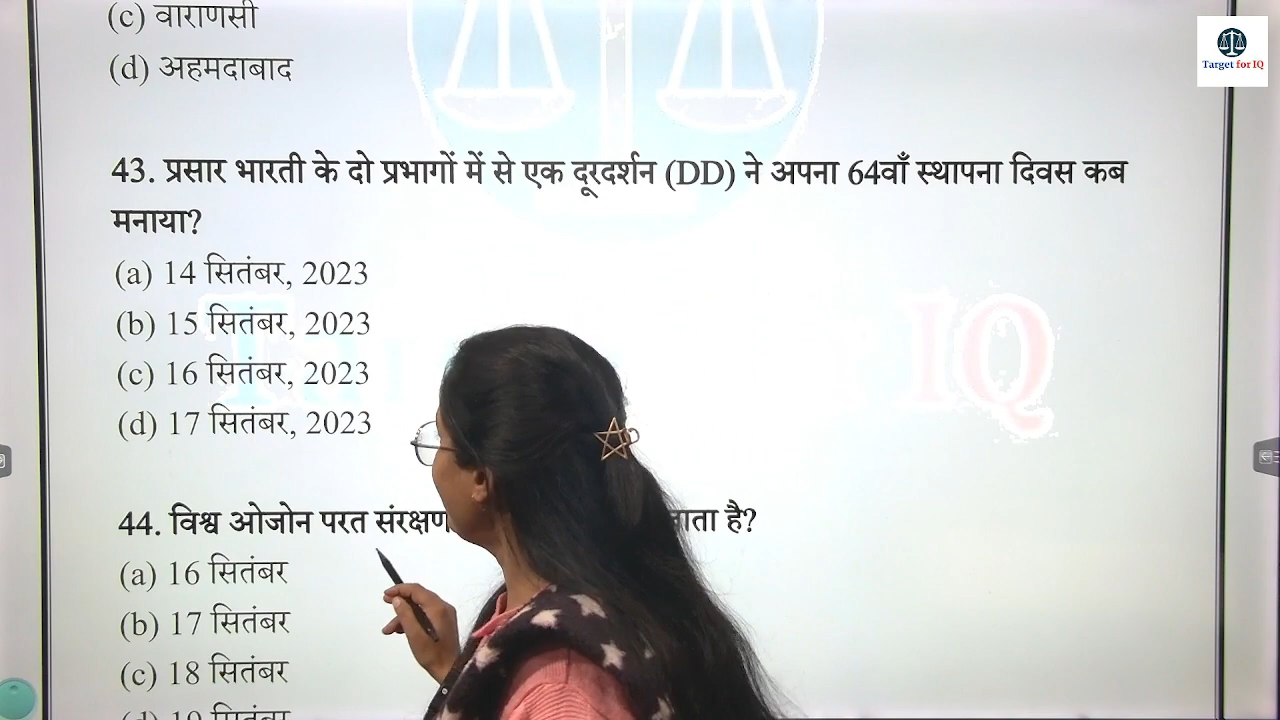 (c) वाराणसी
(d) अहमदाबाद
Target for IQ
43. प्रसार भारती के दो प्रभागों में से एक दूरदर्शन (DD) ने अपना 64वाँ स्थापना दिवस कब
मनाया?
(a) 14 सितंबर, 2023
(b) 15 सितंबर, 2023
(c) 16 सितंबर, 2023
(d) 17 सितंबर, 2023
IQ
44. विश्व ओजोन परत संरक्षण है?
(a) 16 सितंबर
(b) 17 सितंबर
(c) 18 सितंबर